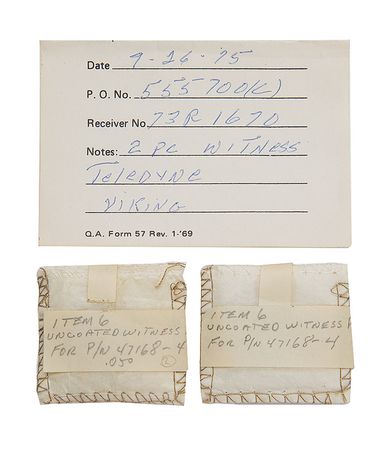 Date 9-26-75
P. O. No. 555700(L)
Receiver No. 73R 1670
Notes: 2 PC WITNESS
TELEDYNE
VIKING
Q.A. Form 57 Rev. 1-'69
ITEM 6
UNCOATED WITNESS
FOR P/N 47168-4
.050 2
ITEM 6
UNCOATED WITNESS
FOR P/N 47168-4